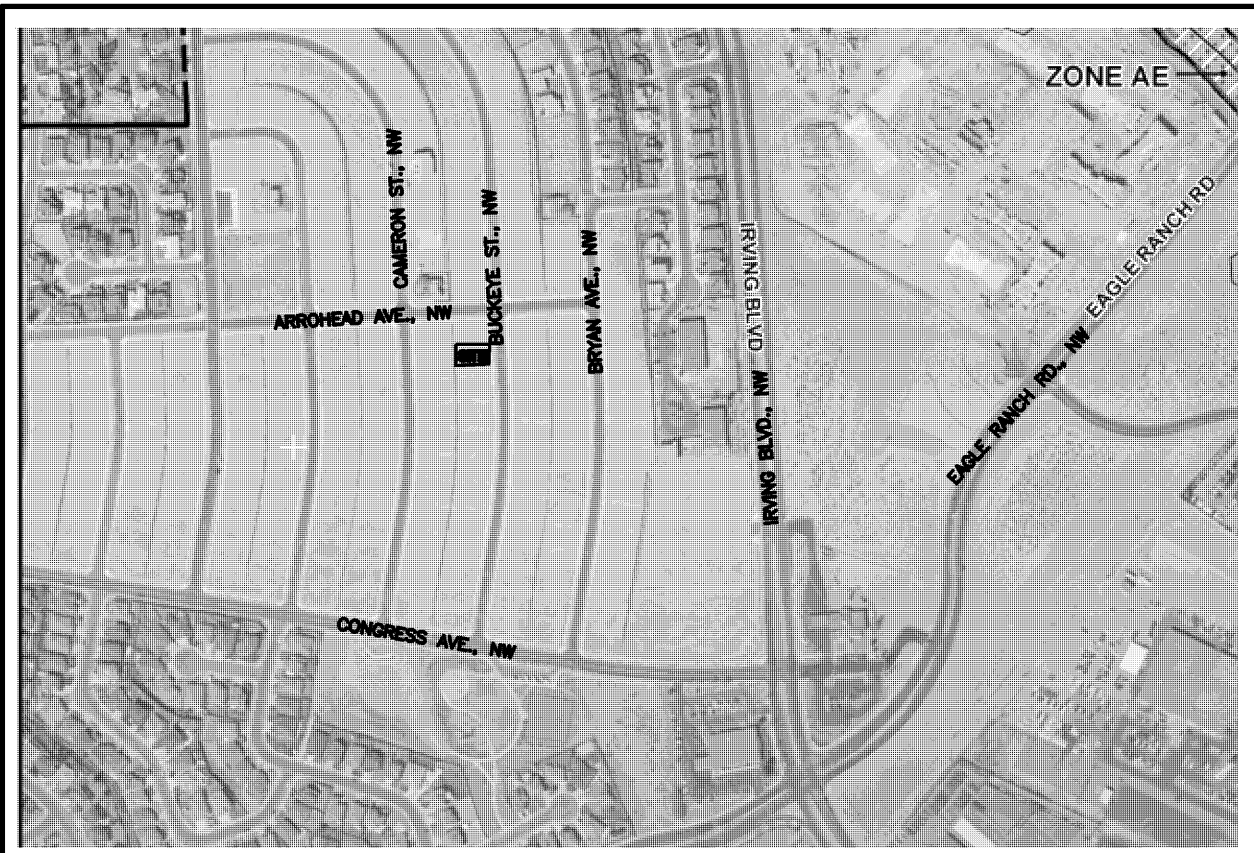 ZONE AE
CAMERON ST., NW
BUCKEYE ST., NW
BRYAN AVE., NW
IRVING BLVD
EAGLE RANCH RD
ARROHEAD AVE., NW
EAGLE RANCH RD., NW
IRVING BLVD., NW
CONGRESS AVE., NW